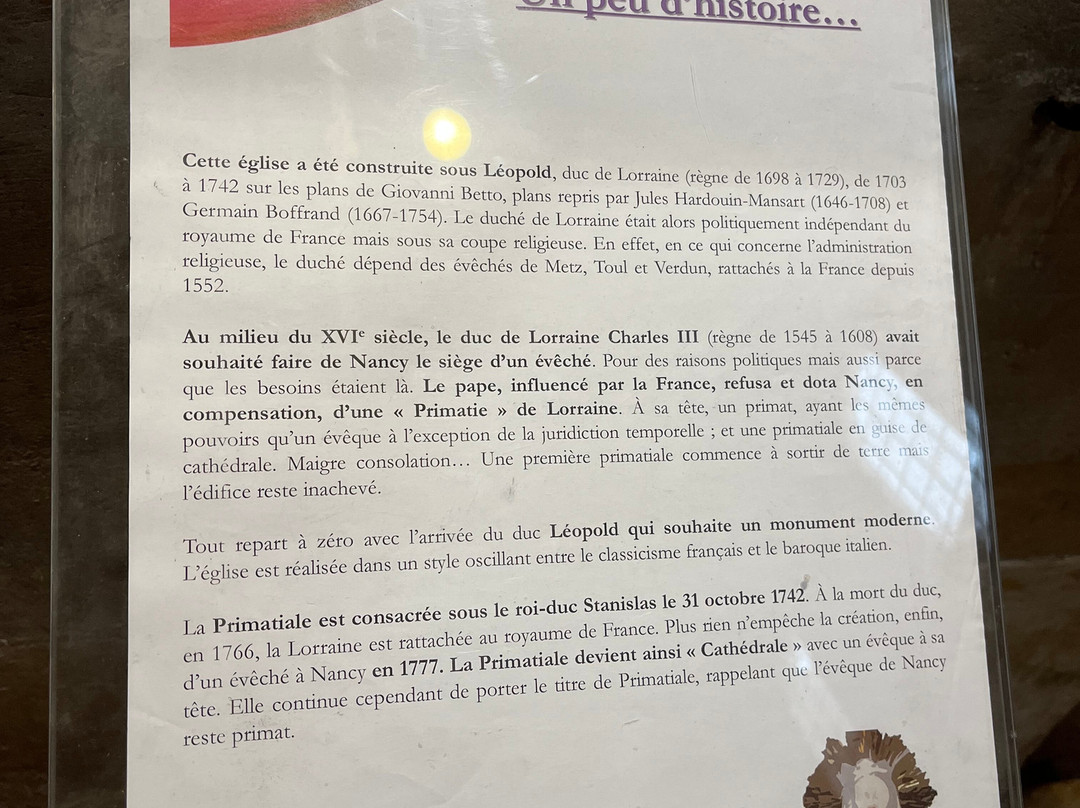 Un peu d'histoire…
Cette église a été construite sous Léopold, duc de Lorraine (règne de 1698 à 1729), de 1703
à 1742 sur les plans de Giovanni Betto, plans repris par Jules Hardouin-Mansart (1646-1708) et
Germain Boffrand (1667-1754). Le duché de Lorraine était alors politiquement indépendant du
royaume de France mais sous sa coupe religieuse. En effet, en ce qui concerne l'administration
religieuse, le duché dépend des évêchés de Metz, Toul et Verdun, rattachés à la France depuis
1552.
Au milieu du XVIe siècle, le duc de Lorraine Charles III (règne de 1545 à 1608) avait
souhaité faire de Nancy le siège d'un évêché. Pour des raisons politiques mais aussi parce
que les besoins étaient là. Le pape, influencé par la France, refusa et dota Nancy, en
compensation, d'une « Primatie » de Lorraine. À sa tête, un primat, ayant les mêmes
pouvoirs qu'un évêque à l'exception de la juridiction temporelle ; et une primatiale en guise de
cathédrale. Maigre consolation… Une première primatiale commence à sortir de terre mais
l'édifice reste inachevé.
Tout repart à zéro avec l'arrivée du duc Léopold qui souhaite un monument moderne.
L'église est réalisée dans un style oscillant entre le classicisme français et le baroque italien.
La Primatiale est consacrée sous le roi-duc Stanislas le 31 octobre 1742. À la mort du duc,
en 1766, la Lorraine est rattachée au royaume de France. Plus rien n'empêche la création, enfin,
d'un évêché à Nancy en 1777. La Primatiale devient ainsi « Cathédrale » avec un évêque à sa
tête. Elle continue cependant de porter le titre de Primatiale, rappelant que l'évêque de Nancy
reste primat.